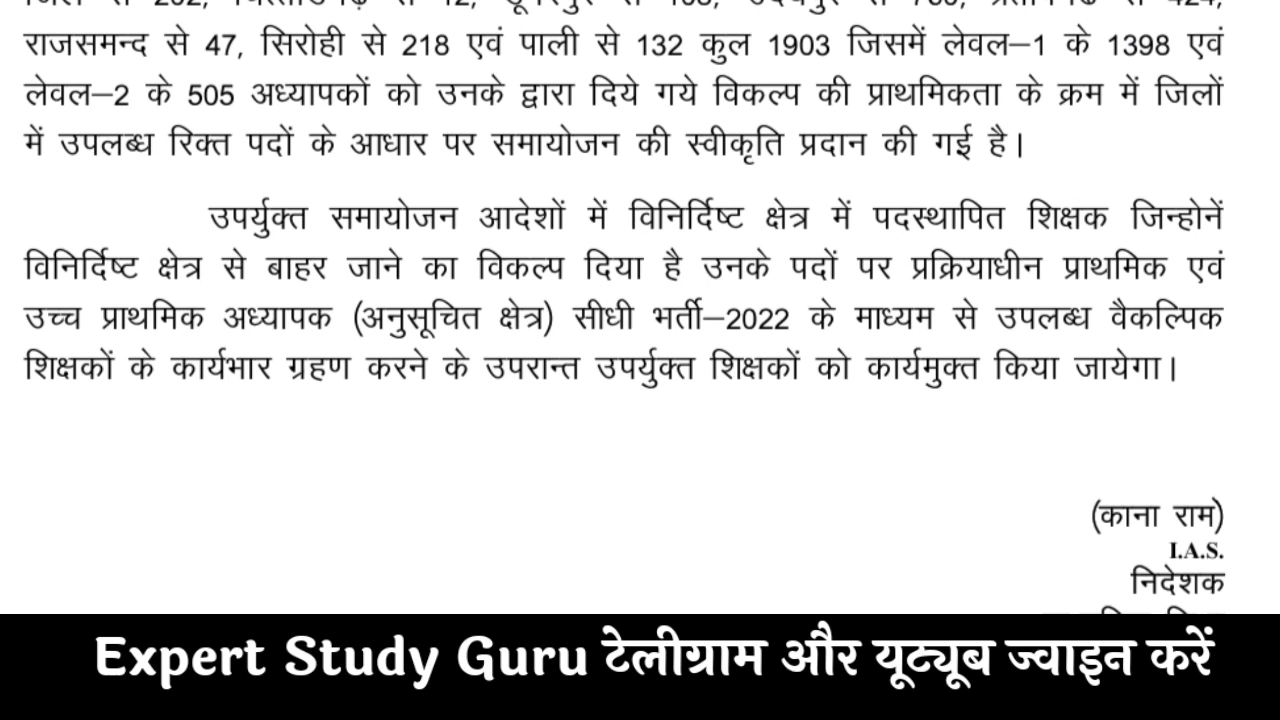 राजसमन्द से 47, सिरोही से 218 एवं पाली से 132 कुल 1903 जिसमें लेवल–1 के 1398 एवं
लेवल–2 के 505 अध्यापकों को उनके द्वारा दिये गये विकल्प की प्राथमिकता के क्रम में जिलों
में उपलब्ध रिक्त पदों के आधार पर समायोजन की स्वीकृति प्रदान की गई है।
उपर्युक्त समायोजन आदेशों में विनिर्दिष्ट क्षेत्र में पदस्थापित शिक्षक जिन्होनें
विनिर्दिष्ट क्षेत्र से बाहर जाने का विकल्प दिया है उनके पदों पर प्रक्रियाधीन प्राथमिक एवं
उच्च प्राथमिक अध्यापक (अनुसूचित क्षेत्र) सीधी भर्ती–2022 के माध्यम से उपलब्ध वैकल्पिक
शिक्षकों के कार्यभार ग्रहण करने के उपरान्त उपर्युक्त शिक्षकों को कार्यमुक्त किया जायेगा।
(काना राम)
I.A.S.
निदेशक
Expert Study Guru टेलीग्राम और यूट्यूब ज्वाइन करें